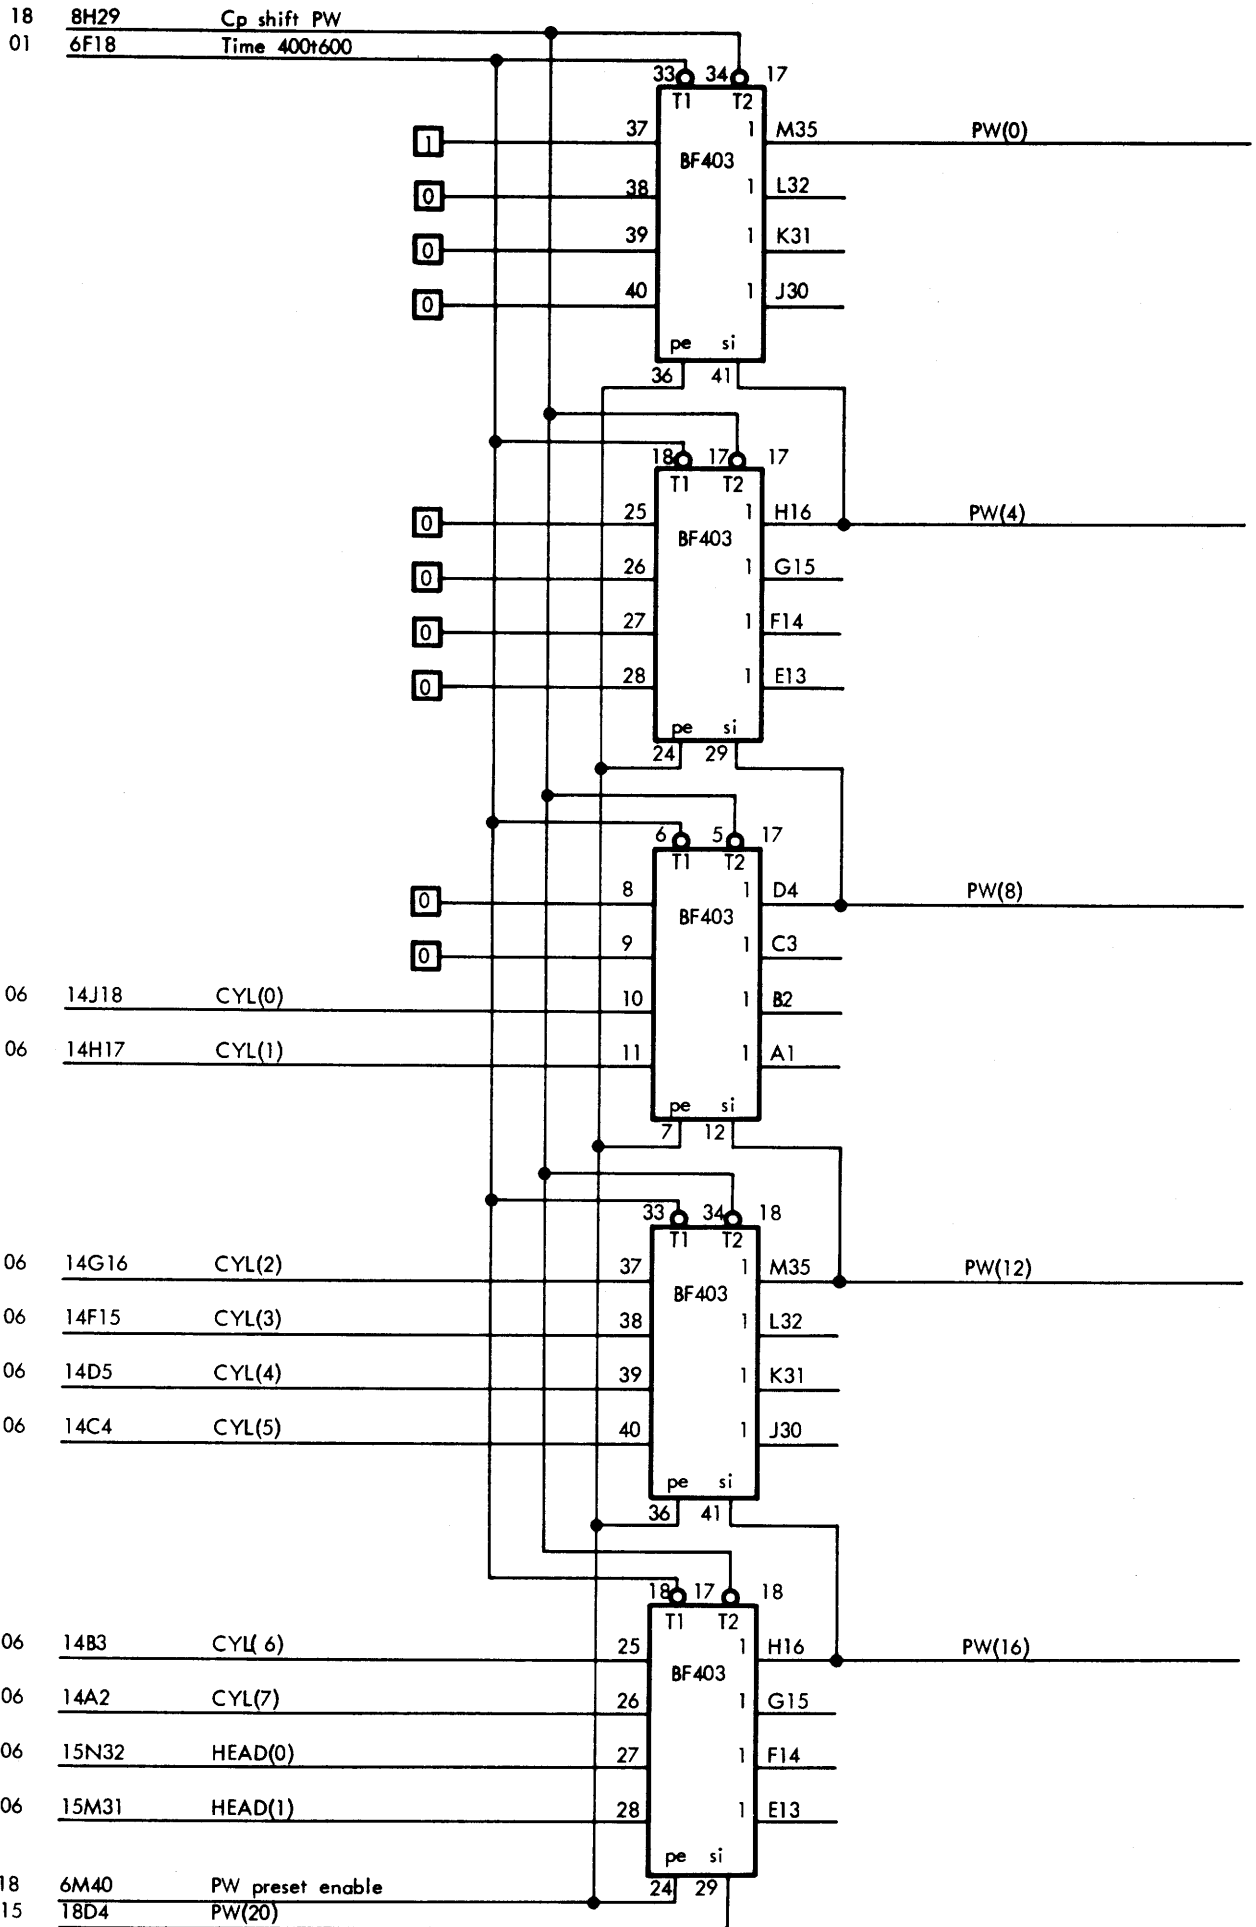 18 8H29 Cp shift PW
01 6F18 Time 400t600
33 34 17
T1 T2
1 37 1 M35 PW(0)
BF403
0 38 1 L32
0 39 1 K31
0 40 1 J30
pe si
36 41
18 17 17
T1 T2
0 25 1 H16 PW(4)
BF403
0 26 1 G15
0 27 1 F14
0 28 1 E13
pe si
24 29
6 5 17
T1 T2
0 8 1 D4 PW(8)
BF403
0 9 1 C3
06 14J18 CYL(0) 10 1 B2
06 14H17 CYL(1) 11 1 A1
pe si
7 12
33 34 18
T1 T2
06 14G16 CYL(2) 37 1 M35 PW(12)
BF403
06 14F15 CYL(3) 38 1 L32
06 14D5 CYL(4) 39 1 K31
06 14C4 CYL(5) 40 1 J30
pe si
36 41
18 17 18
T1 T2
06 14B3 CYL( 6) 25 1 H16 PW(16)
BF403
06 14A2 CYL(7) 26 1 G15
06 15N32 HEAD(0) 27 1 F14
06 15M31 HEAD(1) 28 1 E13
pe si
18 6M40 PW preset enable 24 29
15 18D4 PW(20)